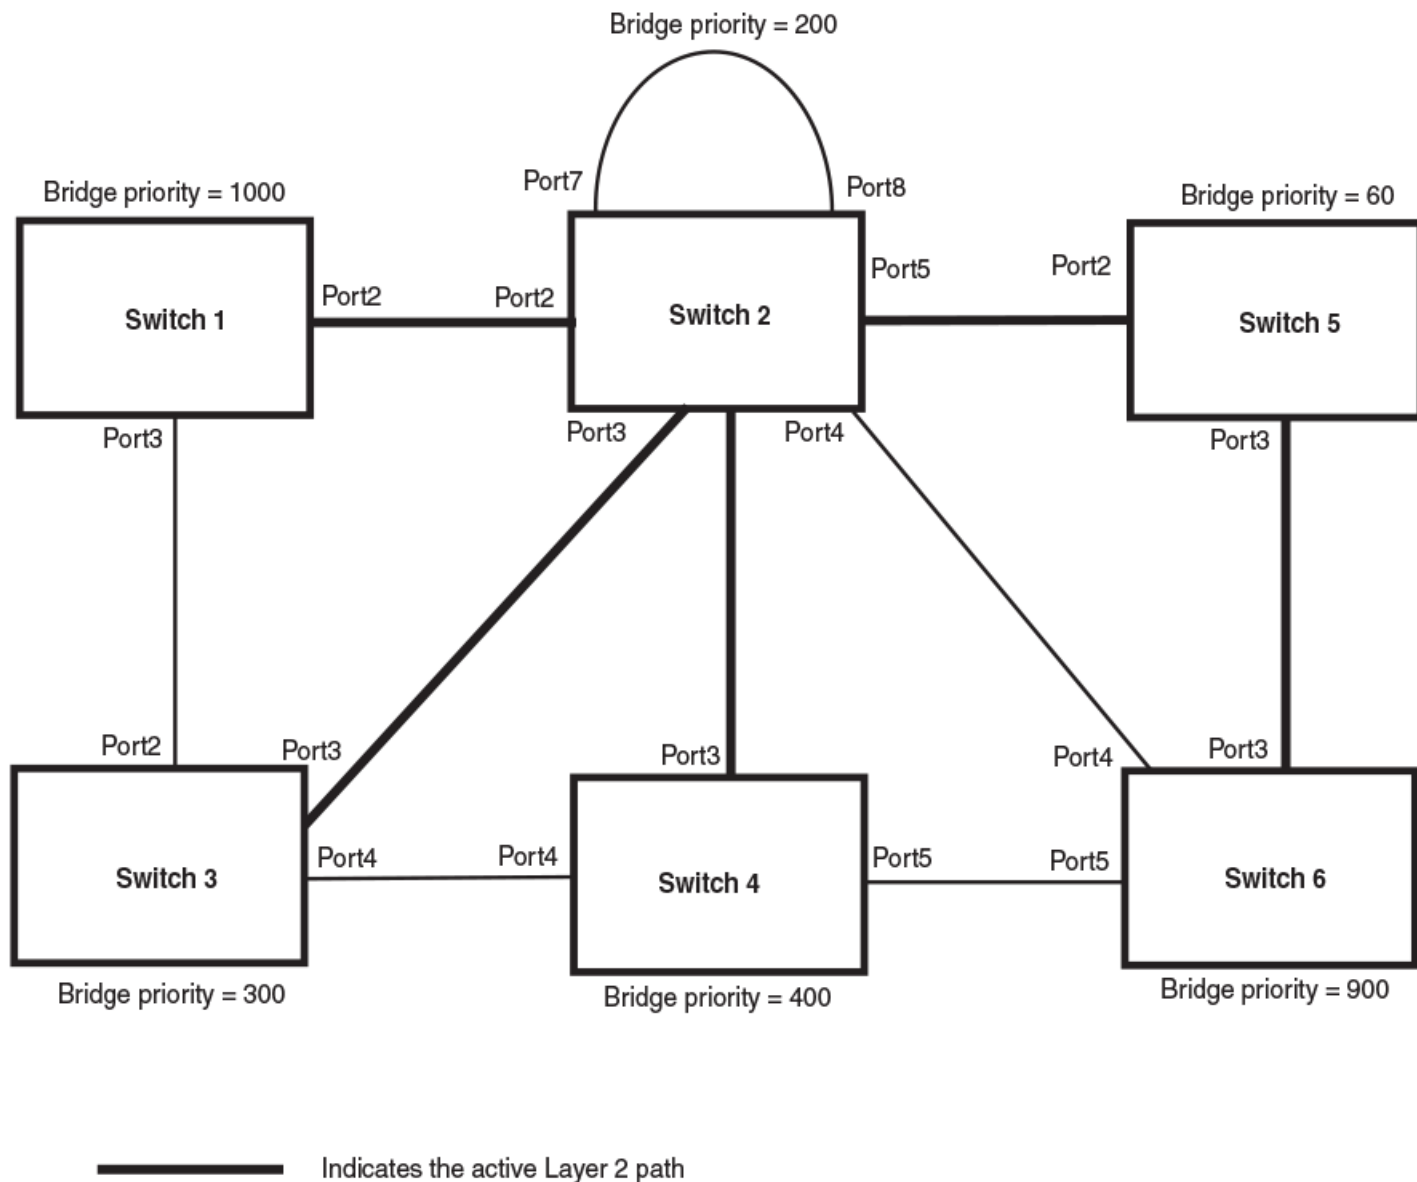 Bridge priority = 200
Port7
Port8
Bridge priority = 1000
Bridge priority = 60
Port2
Port2
Port5
Port2
Switch 1
Switch 2
Switch 5
Port3
Port3
Port4
Port3
Port2
Port3
Port3
Port4
Port3
Port4
Port4
Port5
Port5
Switch 3
Switch 4
Switch 6
Bridge priority = 300
Bridge priority = 400
Bridge priority = 900
Indicates the active Layer 2 path